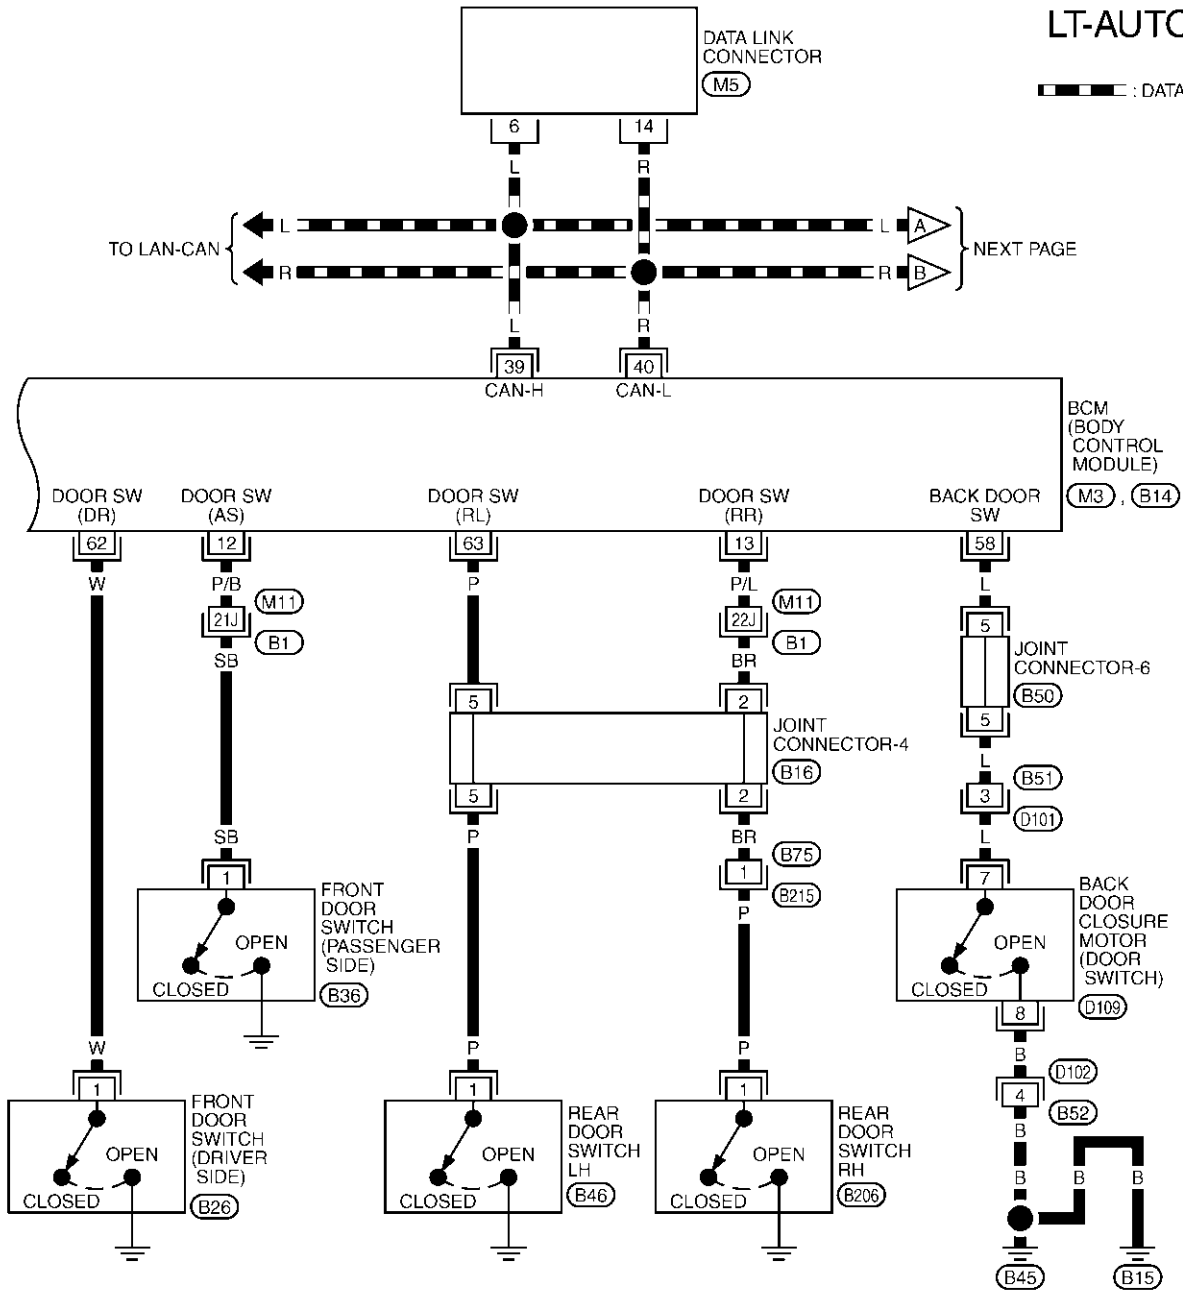 LT-AUTO
DATA LINK
CONNECTOR
M5
: DATA
6
14
L
R
L
L
A
TO LAN-CAN
NEXT PAGE
R
R
B
L
R
39
40
CAN-H
CAN-L
BCM
(BODY
CONTROL
MODULE)
M3 , B14
DOOR SW
(DR)
DOOR SW
(AS)
DOOR SW
(RL)
DOOR SW
(RR)
BACK DOOR
SW
62
12
63
13
58
W
P/B
P
P/L
L
M11
21J
B1
SB
M11
22J
B1
BR
5
JOINT
CONNECTOR-6
B50
5
5
2
JOINT
CONNECTOR-4
B16
5
2
L
B51
3
D101
SB
P
BR
L
B75
1
B215
P
1
FRONT
DOOR
SWITCH
(PASSENGER
SIDE)
B36
OPEN
CLOSED
7
BACK
DOOR
CLOSURE
MOTOR
(DOOR
SWITCH)
D109
OPEN
CLOSED
8
W
P
P
B
D102
4
B52
B
1
FRONT
DOOR
SWITCH
(DRIVER
SIDE)
B26
OPEN
CLOSED
1
REAR
DOOR
SWITCH
LH
B46
OPEN
CLOSED
1
REAR
DOOR
SWITCH
RH
B206
OPEN
CLOSED
B
B
B
B45
B15